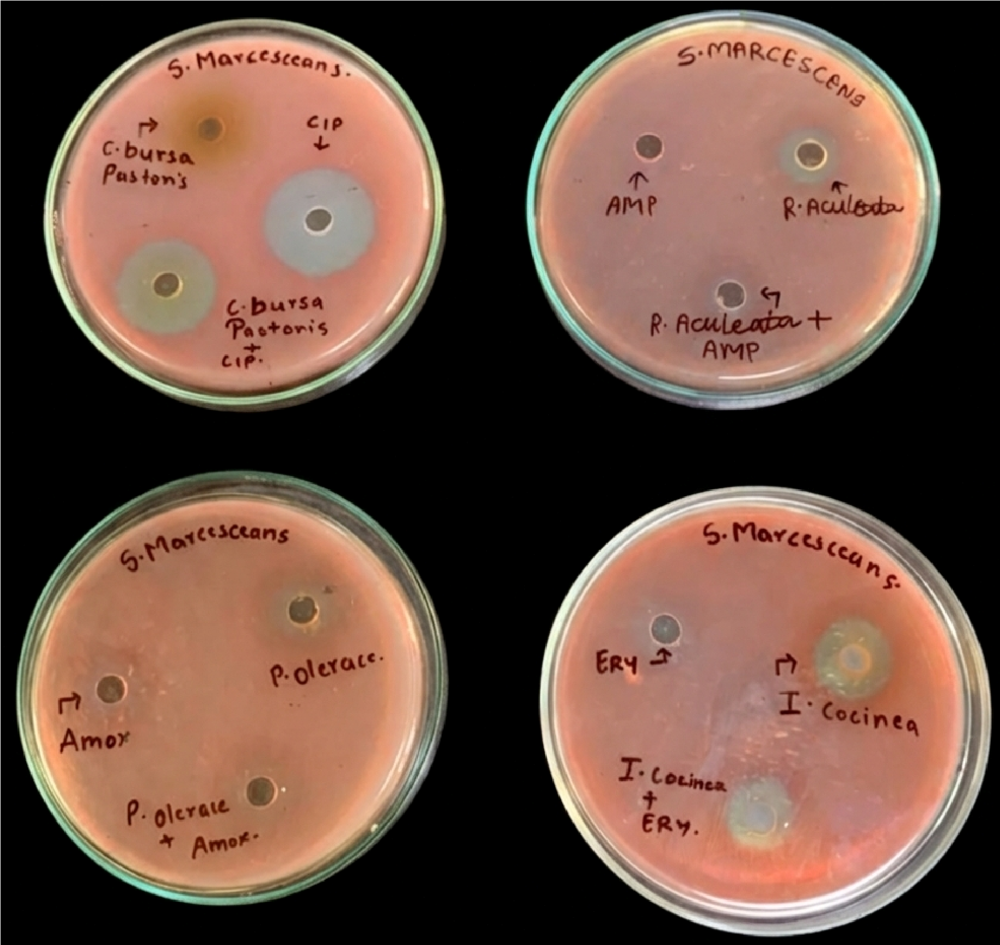 S. Marcesceans.
C. bursa
Pastoris
CIP
C. bursa
Pastoris
+
CIP.
S. MARCESCENS
AMP
R. Aculeata
R. Aculeata +
AMP
S. Marcesceans
P. olerace.
Amox
P. olerace
+ Amox.
S. Marcesceans.
ERY
I. Cocinea
I. Cocinea
+
ERY.